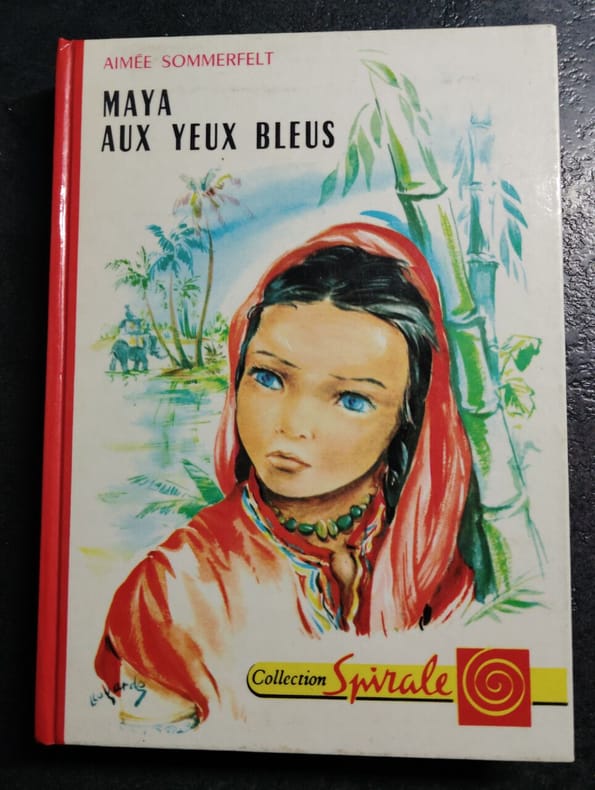 AIMÉE SOMMERFELT
MAYA
AUX YEUX BLEUS
Collection Spirale